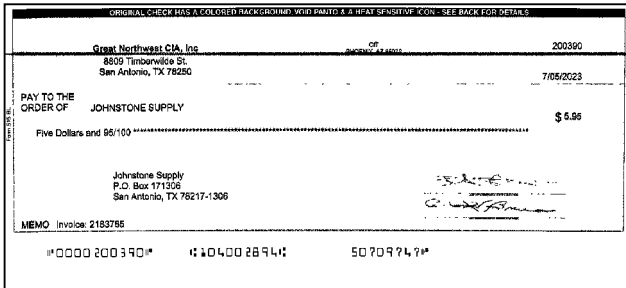 ORIGINAL CHECK HAS A COLORED BACKGROUND, VOID PANTO & A HEAT SENSITIVE ICON - SEE BACK FOR DETAILS
Great Northwest CIA, Inc CIT 200390
8809 Timberwilde St.
San Antonio, TX 78250
7/05/2023
PAY TO THE
ORDER OF JOHNSTONE SUPPLY
$ 5.95
Five Dollars and 95/100
Johnstone Supply
P.O. Box 171306
San Antonio, TX 78217-1306
MEMO Invoice: 2183765
⑈0000200390⑈ ⑆104002894⑆ 50709747⑈